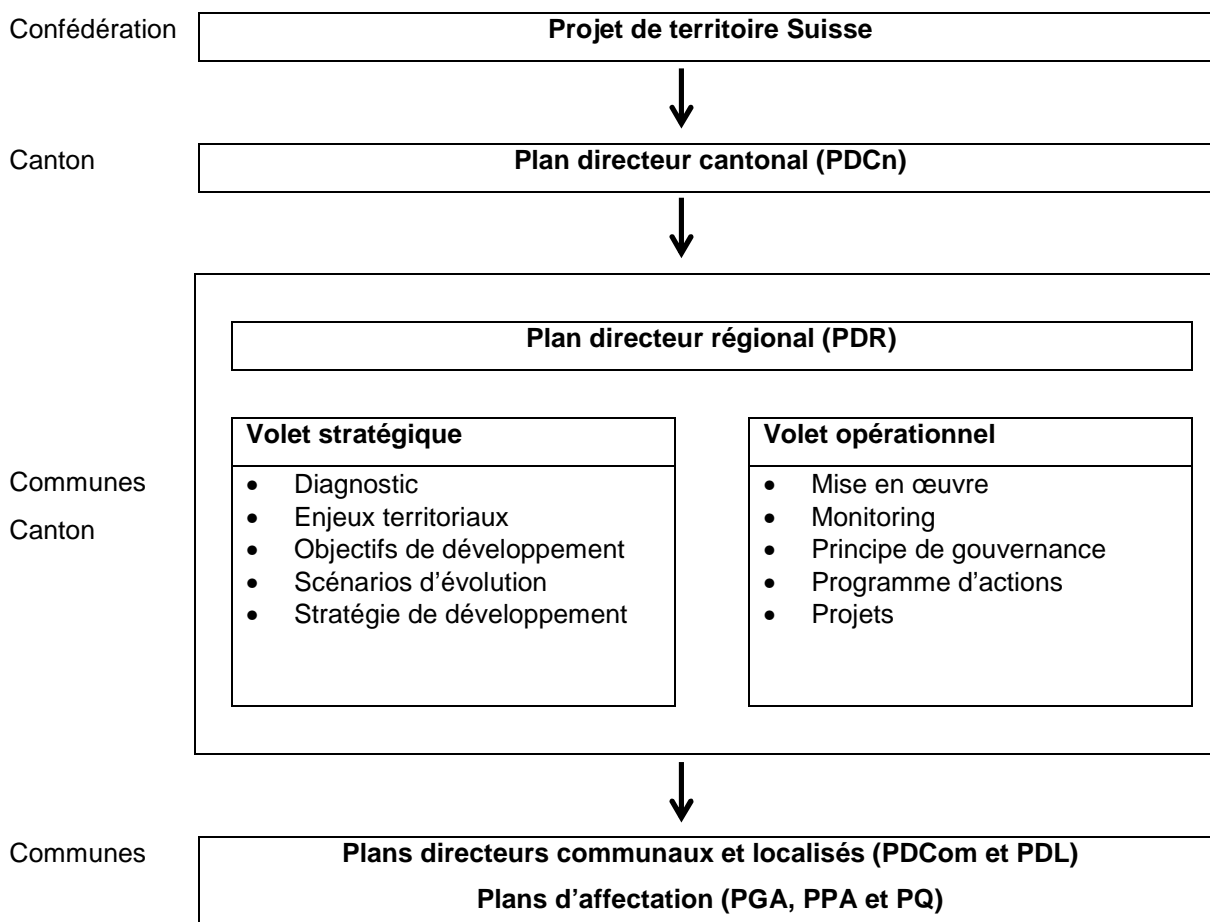 Confédération
Projet de territoire Suisse
Canton
Plan directeur cantonal (PDCn)
Plan directeur régional (PDR)
Communes
Canton
Volet stratégique
• Diagnostic
• Enjeux territoriaux
• Objectifs de développement
• Scénarios d’évolution
• Stratégie de développement
Volet opérationnel
• Mise en œuvre
• Monitoring
• Principe de gouvernance
• Programme d’actions
• Projets
Communes
Plans directeurs communaux et localisés (PDCom et PDL)
Plans d’affectation (PGA, PPA et PQ)